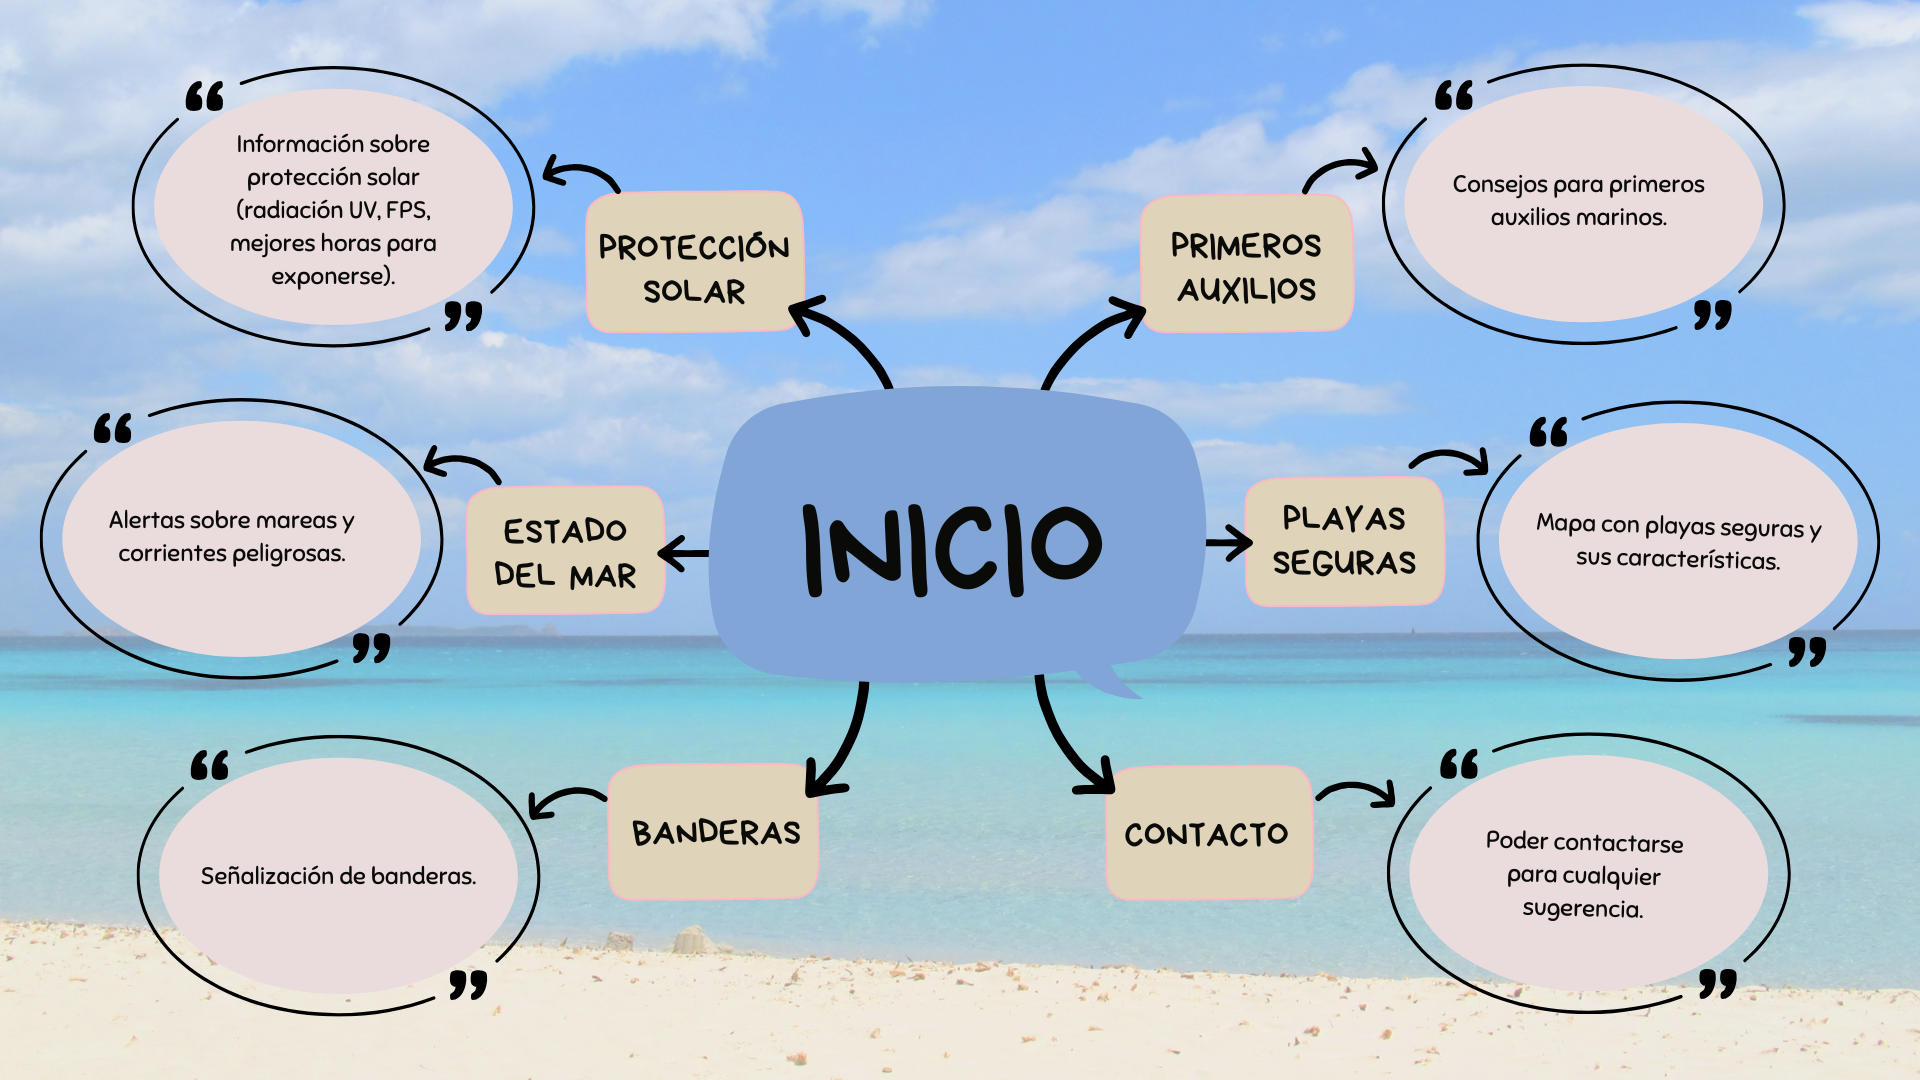 “
Información sobre
protección solar
(radiación UV, FPS,
mejores horas para
exponerse).
”
PROTECCIÓN
SOLAR
PRIMEROS
AUXILIOS
“
Consejos para primeros
auxilios marinos.
”
“
Alertas sobre mareas y
corrientes peligrosas.
”
ESTADO
DEL MAR
INICIO
PLAYAS
SEGURAS
“
Mapa con playas seguras y
sus características.
”
“
Señalización de banderas.
”
BANDERAS
CONTACTO
“
Poder contactarse
para cualquier
sugerencia.
”